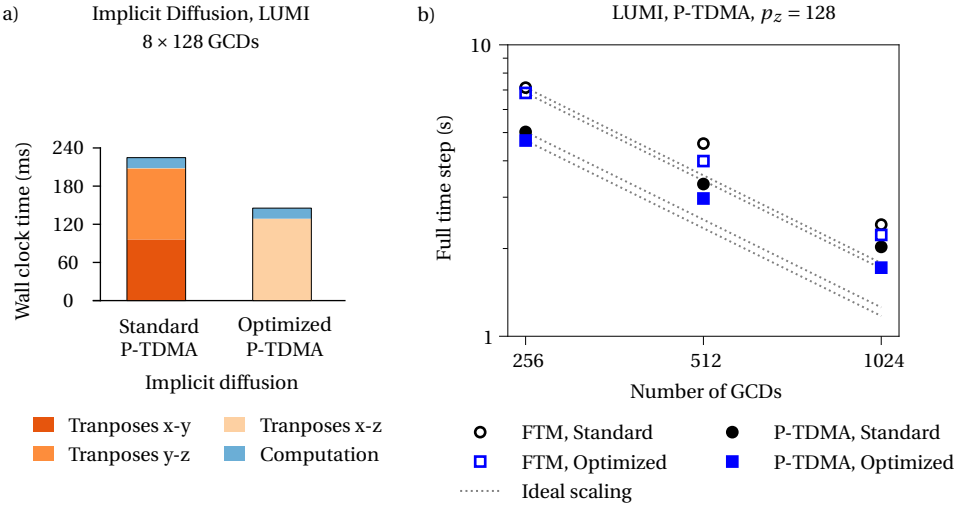 a)
Implicit Diffusion, LUMI
8 × 128 GCDs
Wall clock time (ms)
240
180
120
60
0
Standard
P-TDMA
Optimized
P-TDMA
Implicit diffusion
Tranposes x-y
Tranposes x-z
Tranposes y-z
Computation
b)
LUMI, P-TDMA, p_z = 128
Full time step (s)
10
1
256
512
1024
Number of GCDs
FTM, Standard
P-TDMA, Standard
FTM, Optimized
P-TDMA, Optimized
Ideal scaling